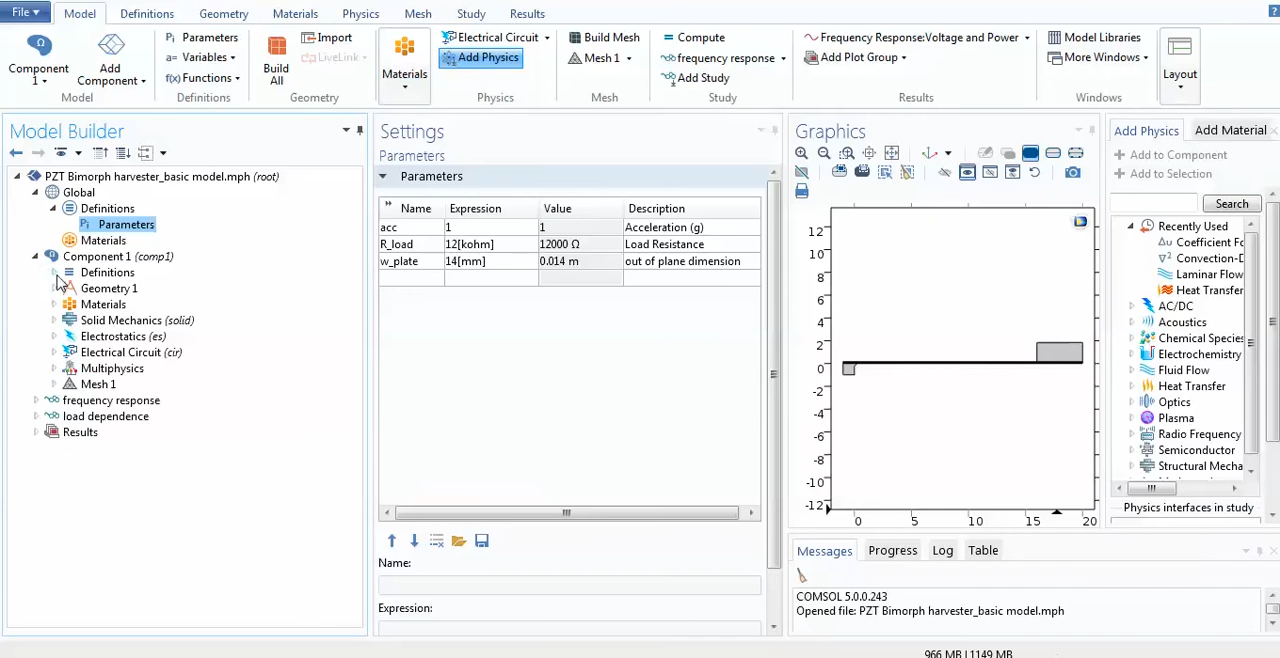 File
Model
Definitions
Geometry
Materials
Physics
Mesh
Study
Results
?
Component 1
Add Component
Model
Pi Parameters
a= Variables
f(x) Functions
Definitions
Build All
Import
LiveLink
Geometry
Materials
Electrical Circuit
Add Physics
Physics
Build Mesh
Mesh 1
Mesh
= Compute
frequency response
Add Study
Study
Frequency Response:Voltage and Power
Add Plot Group
Results
Model Libraries
More Windows
Windows
Layout
Model Builder
PZT Bimorph harvester_basic model.mph (root)
Global
Definitions
Pi Parameters
Materials
Component 1 (comp1)
Definitions
Geometry 1
Materials
Solid Mechanics (solid)
Electrostatics (es)
Electrical Circuit (cir)
Multiphysics
Mesh 1
frequency response
load dependence
Results
Settings
Parameters
Parameters
Name Expression Value Description
acc 1 1 Acceleration (g)
R_load 12[kohm] 12000 Ω Load Resistance
w_plate 14[mm] 0.014 m out of plane dimension
Name:
Expression:
Graphics
12
10
8
6
4
2
0
-2
-4
-6
-8
-10
-12
0 5 10 15 20
Messages
Progress
Log
Table
COMSOL 5.0.0.243
Opened file: PZT Bimorph harvester_basic model.mph
Add Physics
Add Material
+ Add to Component
+ Add to Selection
Search
Recently Used
Δu Coefficient Fo
Convection-D
Laminar Flow
Heat Transfer
AC/DC
Acoustics
Chemical Specie
Electrochemistry
Fluid Flow
Heat Transfer
Optics
Plasma
Radio Frequency
Semiconductor
Structural Mecha
Physics interfaces in study
966 MB | 1149 MB